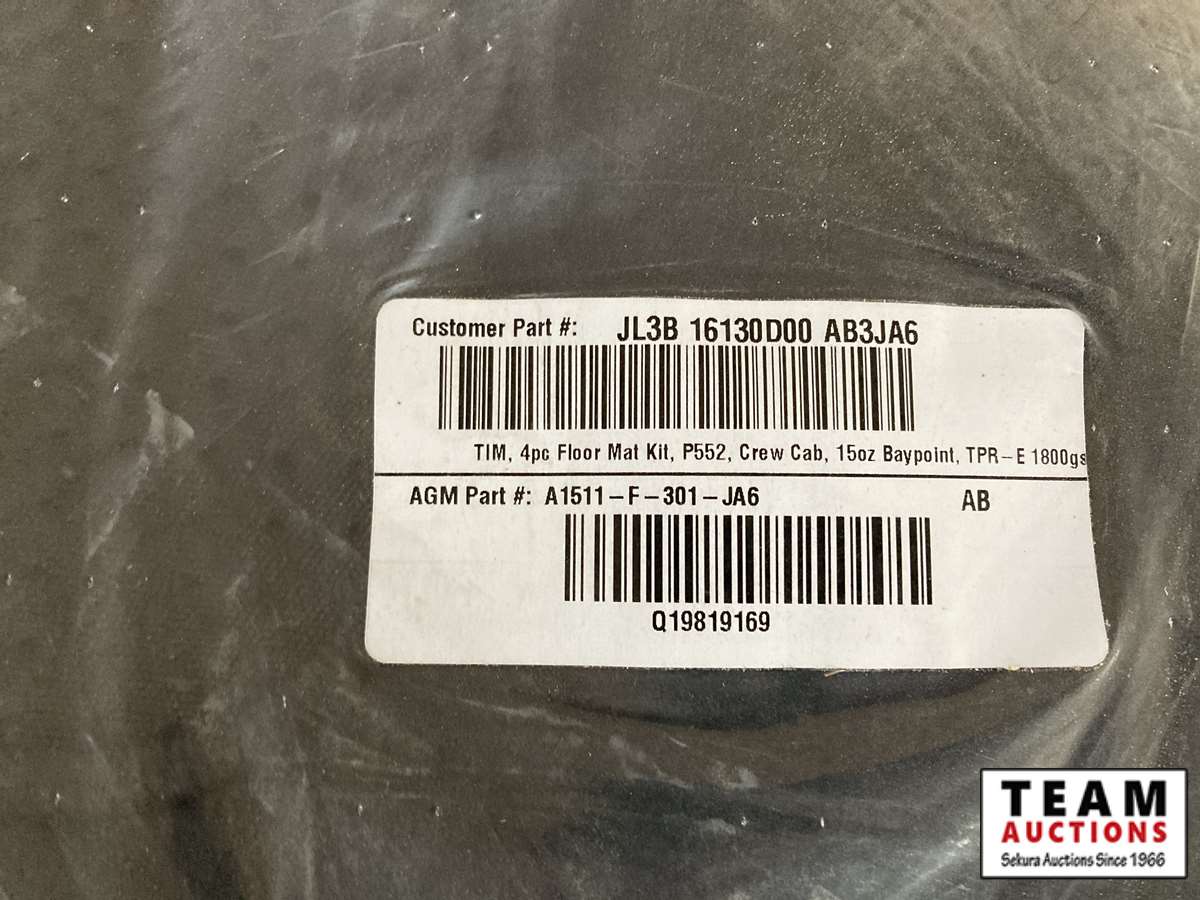 Customer Part #: JL3B 16130D00 AB3JA6
TIM, 4pc Floor Mat Kit, P552, Crew Cab, 15oz Baypoint, TPR-E 1800gs
AGM Part #: A1511-F-301-JA6 AB
Q19819169
TEAM
AUCTIONS
Sekura Auctions Since 1966